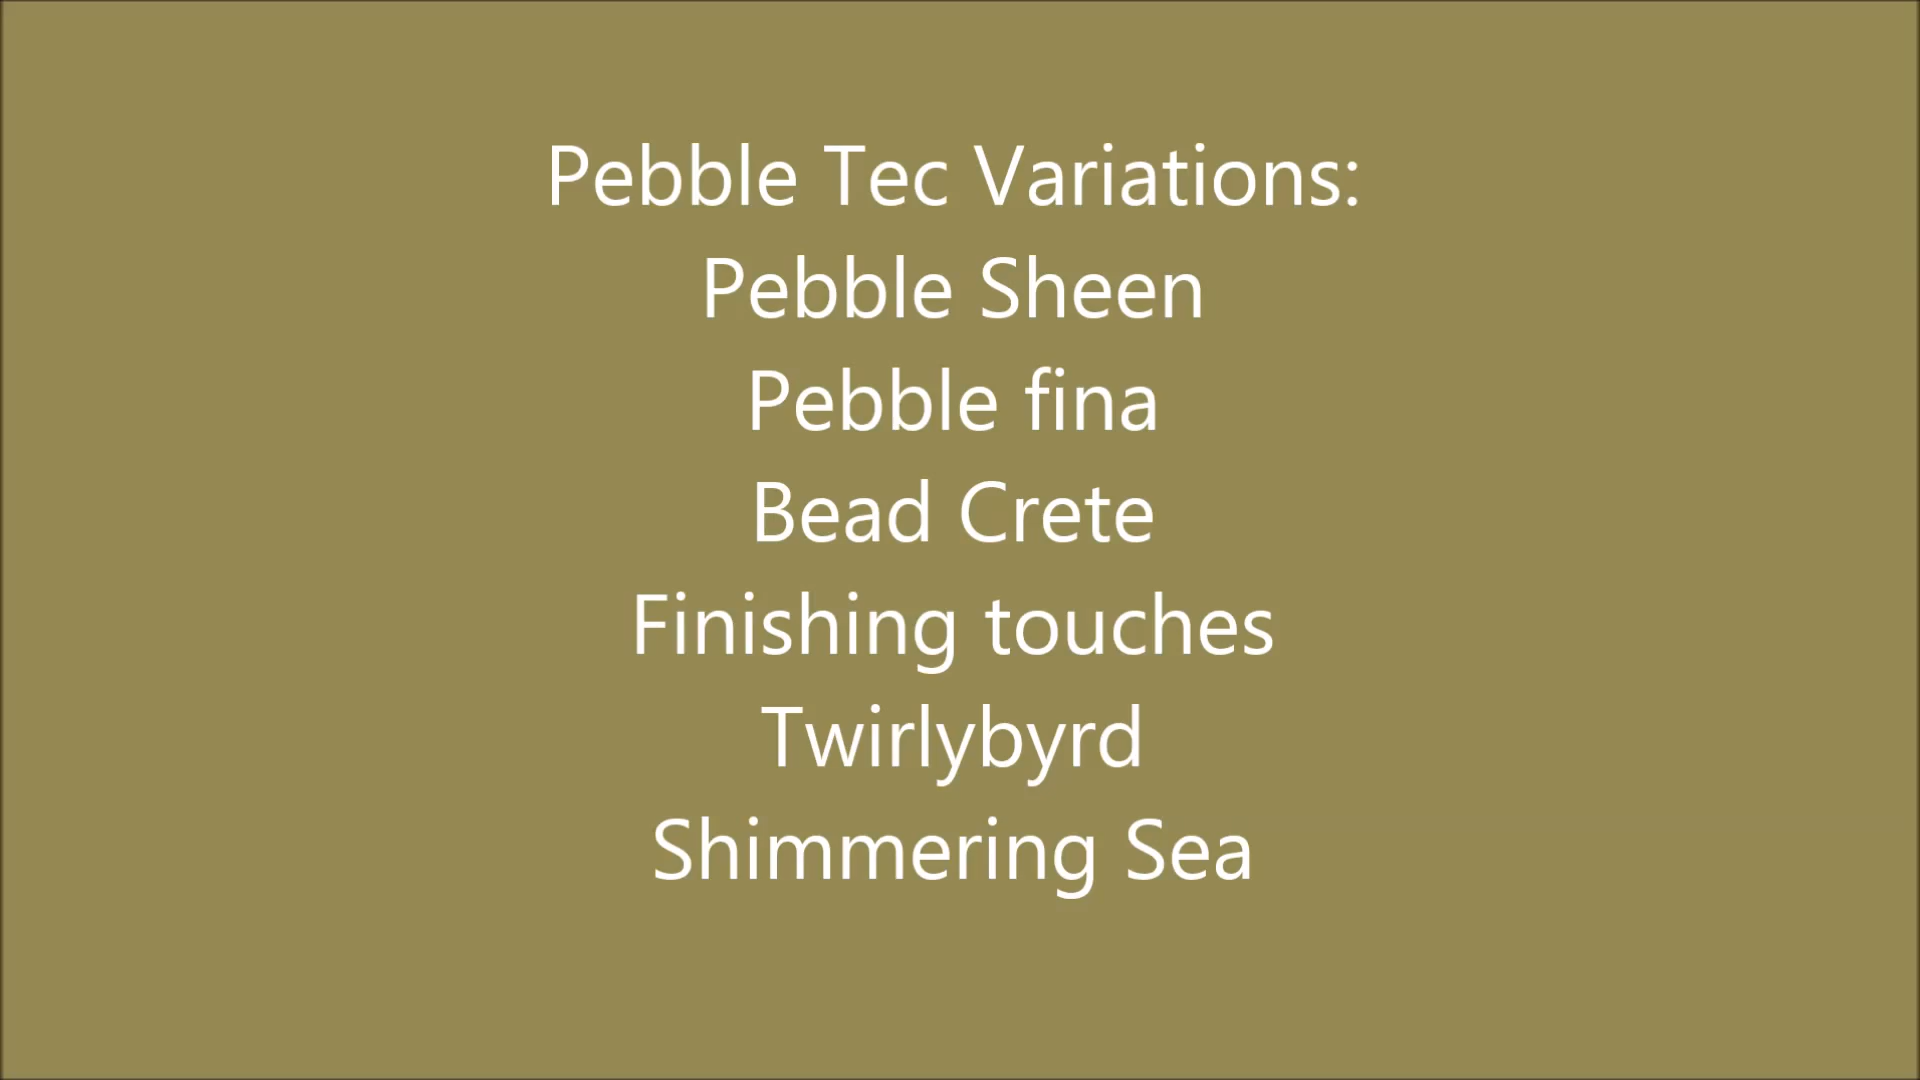 Pebble Tec Variations:
Pebble Sheen
Pebble fina
Bead Crete
Finishing touches
Twirlybyrd
Shimmering Sea